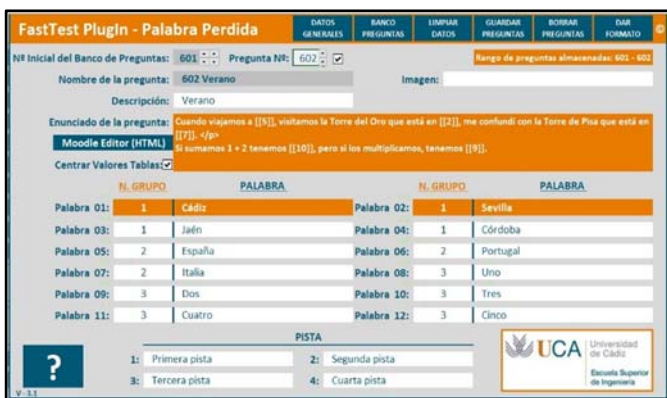 FastTest PlugIn - Palabra Perdida
DATOS GENERALES
BANCO PREGUNTAS
LIMPIAR DATOS
GUARDAR PREGUNTAS
BORRAR PREGUNTAS
DAR FORMATO
©
Nº Inicial del Banco de Preguntas: 601 Pregunta Nº: 602 Rango de preguntas almacenadas: 601 - 602
Nombre de la pregunta: 602 Verano Imagen:
Descripción: Verano
Enunciado de la pregunta: Cuando viajamos a [[5]], visitamos la Torre del Oro que está en [[2]], me confundí con la Torre de Pisa que está en
[[7]]. </p>
Moodle Editor (HTML) Si sumamos 1 + 2 tenemos [[10]], pero si los multiplicamos, tenemos [[9]].
Centrar Valores Tablas:
N. GRUPO PALABRA N. GRUPO PALABRA
Palabra 01: 1 Cádiz Palabra 02: 1 Sevilla
Palabra 03: 1 Jaén Palabra 04: 1 Córdoba
Palabra 05: 2 España Palabra 06: 2 Portugal
Palabra 07: 2 Italia Palabra 08: 3 Uno
Palabra 09: 3 Dos Palabra 10: 3 Tres
Palabra 11: 3 Cuatro Palabra 12: 3 Cinco
PISTA
? 1: Primera pista 2: Segunda pista
3: Tercera pista 4: Cuarta pista
UCA Universidad de Cádiz
Escuela Superior de Ingeniería
V - 3.1